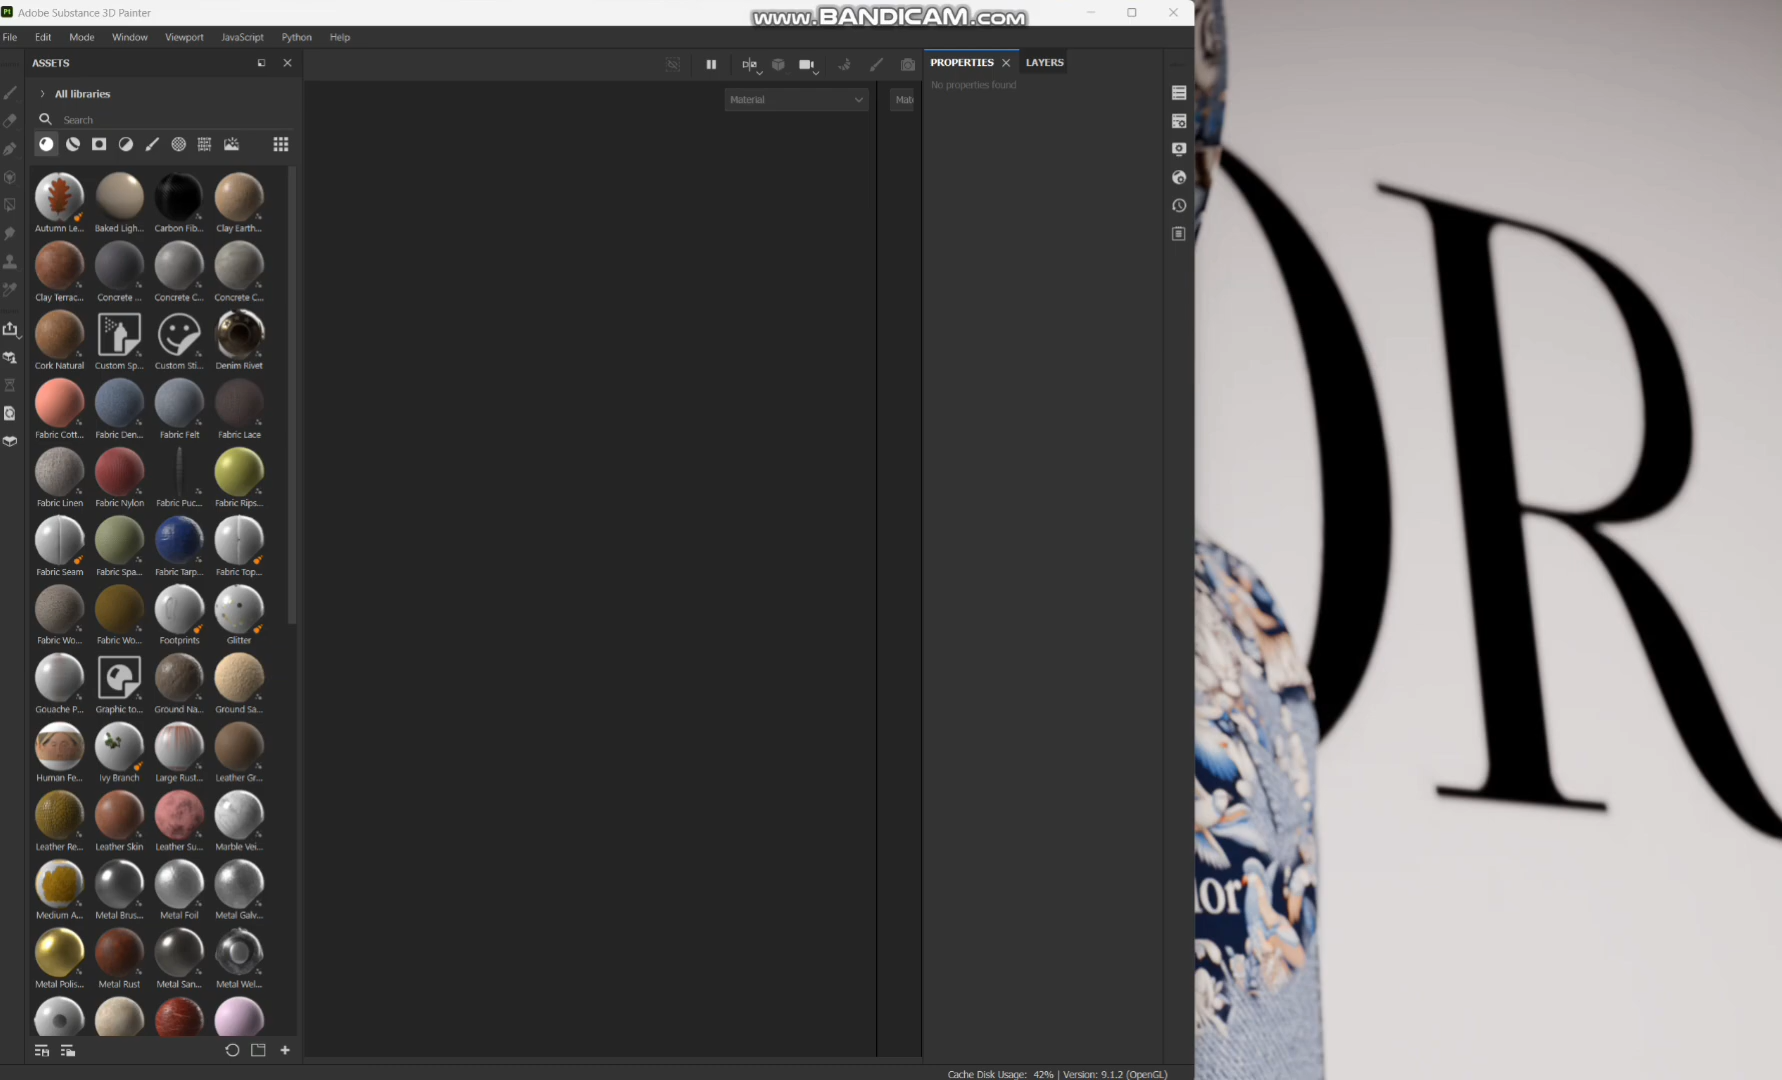 Adobe Substance 3D Painter
www.BANDICAM.com
File Edit Mode Window Viewport JavaScript Python Help
ASSETS
PROPERTIES
LAYERS
All libraries
Search
Material
Mat
No properties found
Autumn Le... Baked Ligh... Carbon Fib... Clay Earth...
Clay Terrac... Concrete ... Concrete C... Concrete C...
Cork Natural Custom Sp... Custom Sti... Denim Rivet
Fabric Cott... Fabric Den... Fabric Felt Fabric Lace
Fabric Linen Fabric Nylon Fabric Puc... Fabric Rips...
Fabric Seam Fabric Spa... Fabric Tarp... Fabric Top...
Fabric Wo... Fabric Wo... Footprints Glitter
Gouache P... Graphic to... Ground Na... Ground Sa...
Human Fe... Ivy Branch Large Rust... Leather Gr...
Leather Re... Leather Skin Leather Su... Marble Vei...
Medium A... Metal Brus... Metal Foil Metal Galv...
Metal Polis... Metal Rust Metal San... Metal Wel...
Cache Disk Usage: 42% | Version: 9.1.2 (OpenGL)
OR
ior